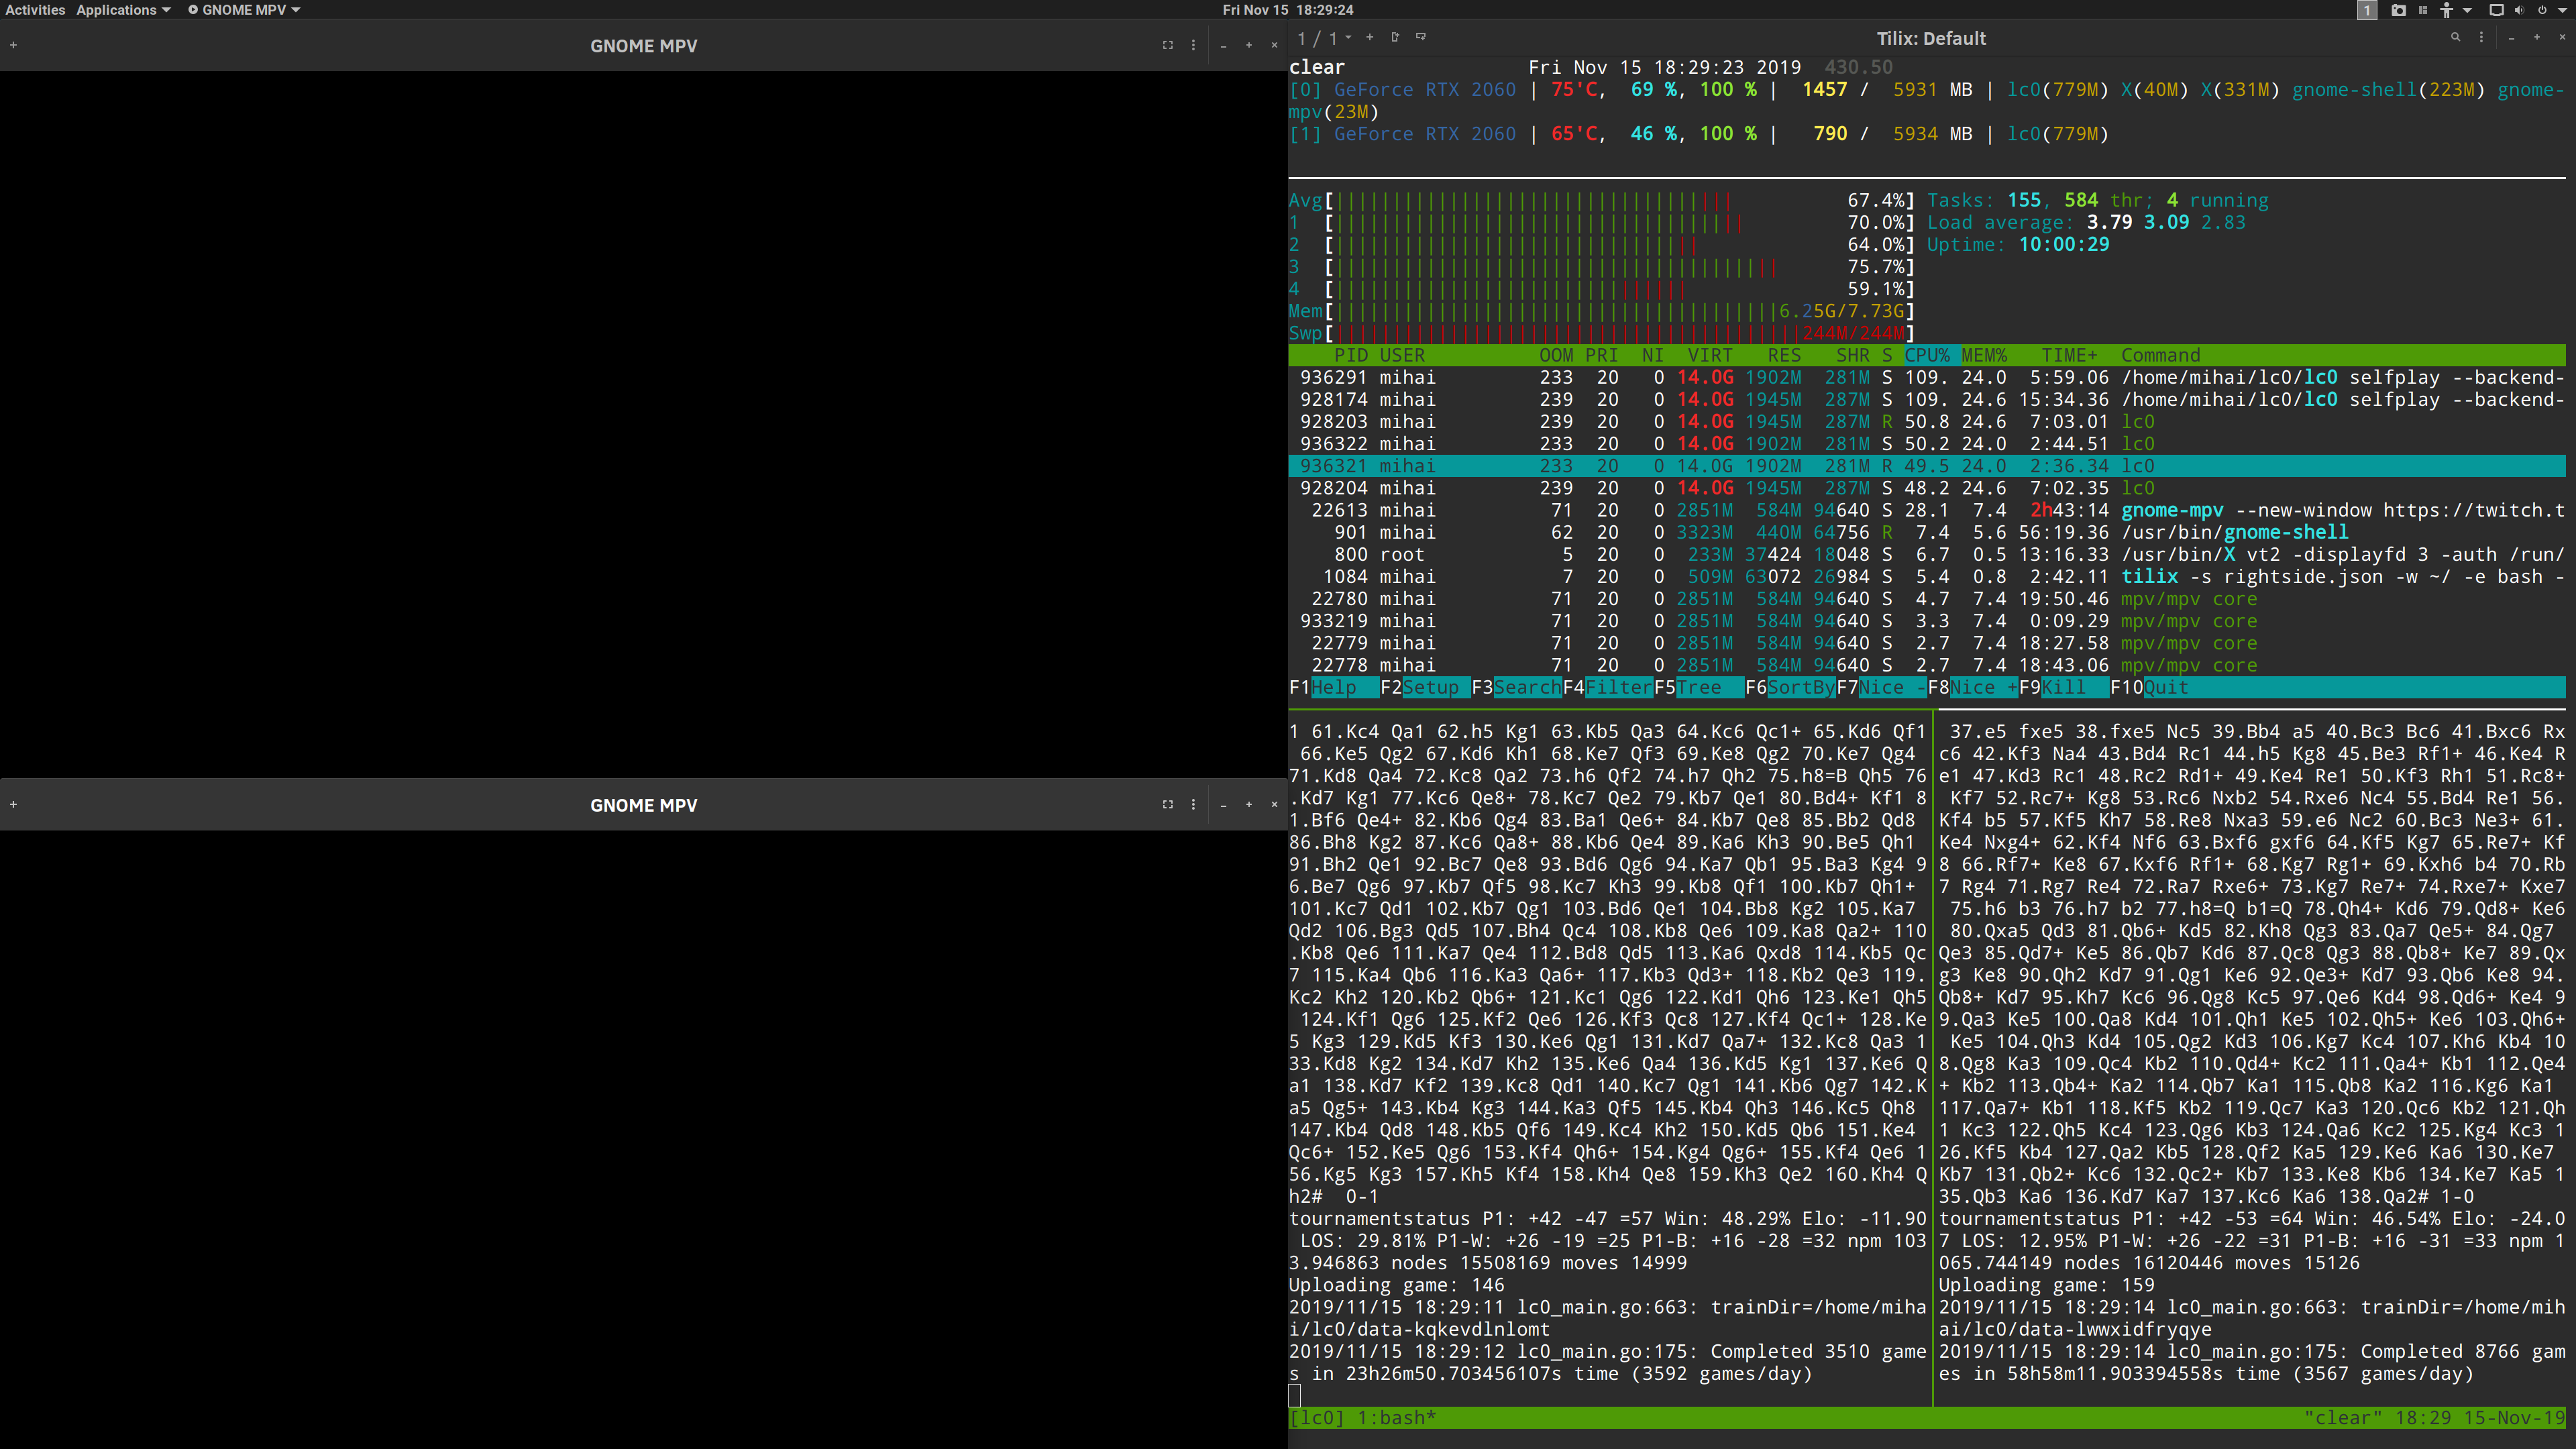 Activities Applications GNOME MPV Fri Nov 15 18:29:24 1
GNOME MPV
GNOME MPV
1 / 1 Tilix: Default
clear Fri Nov 15 18:29:23 2019 430.50
[0] GeForce RTX 2060 | 75'C, 69 %, 100 % | 1457 / 5931 MB | lc0(779M) X(40M) X(331M) gnome-shell(223M) gnome-
mpv(23M)
[1] GeForce RTX 2060 | 65'C, 46 %, 100 % | 790 / 5934 MB | lc0(779M)
Avg[ 67.4%] Tasks: 155, 584 thr; 4 running
1 [ 70.0%] Load average: 3.79 3.09 2.83
2 [ 64.0%] Uptime: 10:00:29
3 [ 75.7%]
4 [ 59.1%]
Mem[ 6.25G/7.73G]
Swp[ 244M/244M]
PID USER OOM PRI NI VIRT RES SHR S CPU% MEM% TIME+ Command
936291 mihai 233 20 0 14.0G 1902M 281M S 109. 24.0 5:59.06 /home/mihai/lc0/lc0 selfplay --backend-
928174 mihai 239 20 0 14.0G 1945M 287M S 109. 24.6 15:34.36 /home/mihai/lc0/lc0 selfplay --backend-
928203 mihai 239 20 0 14.0G 1945M 287M R 50.8 24.6 7:03.01 lc0
936322 mihai 233 20 0 14.0G 1902M 281M S 50.2 24.0 2:44.51 lc0
936321 mihai 233 20 0 14.0G 1902M 281M R 49.5 24.0 2:36.34 lc0
928204 mihai 239 20 0 14.0G 1945M 287M S 48.2 24.6 7:02.35 lc0
22613 mihai 71 20 0 2851M 584M 94640 S 28.1 7.4 2h43:14 gnome-mpv --new-window https://twitch.t
901 mihai 62 20 0 3323M 440M 64756 R 7.4 5.6 56:19.36 /usr/bin/gnome-shell
800 root 5 20 0 233M 37424 18048 S 6.7 0.5 13:16.33 /usr/bin/X vt2 -displayfd 3 -auth /run/
1084 mihai 7 20 0 509M 63072 26984 S 5.4 0.8 2:42.11 tilix -s rightside.json -w ~/ -e bash -
22780 mihai 71 20 0 2851M 584M 94640 S 4.7 7.4 19:50.46 mpv/mpv core
933219 mihai 71 20 0 2851M 584M 94640 S 3.3 7.4 0:09.29 mpv/mpv core
22779 mihai 71 20 0 2851M 584M 94640 S 2.7 7.4 18:27.58 mpv/mpv core
22778 mihai 71 20 0 2851M 584M 94640 S 2.7 7.4 18:43.06 mpv/mpv core
F1Help F2Setup F3SearchF4FilterF5Tree F6SortByF7Nice -F8Nice +F9Kill F10Quit
1 61.Kc4 Qa1 62.h5 Kg1 63.Kb5 Qa3 64.Kc6 Qc1+ 65.Kd6 Qf1
66.Ke5 Qg2 67.Kd6 Kh1 68.Ke7 Qf3 69.Ke8 Qg2 70.Ke7 Qg4
71.Kd8 Qa4 72.Kc8 Qa2 73.h6 Qf2 74.h7 Qh2 75.h8=B Qh5 76
.Kd7 Kg1 77.Kc6 Qe8+ 78.Kc7 Qe2 79.Kb7 Qe1 80.Bd4+ Kf1 8
1.Bf6 Qe4+ 82.Kb6 Qg4 83.Ba1 Qe6+ 84.Kb7 Qe8 85.Bb2 Qd8
86.Bh8 Kg2 87.Kc6 Qa8+ 88.Kb6 Qe4 89.Ka6 Kh3 90.Be5 Qh1
91.Bh2 Qe1 92.Bc7 Qe8 93.Bd6 Qg6 94.Ka7 Qb1 95.Ba3 Kg4 9
6.Be7 Qg6 97.Kb7 Qf5 98.Kc7 Kh3 99.Kb8 Qf1 100.Kb7 Qh1+
101.Kc7 Qd1 102.Kb7 Qg1 103.Bd6 Qe1 104.Bb8 Kg2 105.Ka7
Qd2 106.Bg3 Qd5 107.Bh4 Qc4 108.Kb8 Qe6 109.Ka8 Qa2+ 110
.Kb8 Qe6 111.Ka7 Qe4 112.Bd8 Qd5 113.Ka6 Qxd8 114.Kb5 Qc
7 115.Ka4 Qb6 116.Ka3 Qa6+ 117.Kb3 Qd3+ 118.Kb2 Qe3 119.
Kc2 Kh2 120.Kb2 Qb6+ 121.Kc1 Qg6 122.Kd1 Qh6 123.Ke1 Qh5
124.Kf1 Qg6 125.Kf2 Qe6 126.Kf3 Qc8 127.Kf4 Qc1+ 128.Ke
5 Kg3 129.Kd5 Kf3 130.Ke6 Qg1 131.Kd7 Qa7+ 132.Kc8 Qa3 1
33.Kd8 Kg2 134.Kd7 Kh2 135.Ke6 Qa4 136.Kd5 Kg1 137.Ke6 Q
a1 138.Kd7 Kf2 139.Kc8 Qd1 140.Kc7 Qg1 141.Kb6 Qg7 142.K
a5 Qg5+ 143.Kb4 Kg3 144.Ka3 Qf5 145.Kb4 Qh3 146.Kc5 Qh8
147.Kb4 Qd8 148.Kb5 Qf6 149.Kc4 Kh2 150.Kd5 Qb6 151.Ke4
Qc6+ 152.Ke5 Qg6 153.Kf4 Qh6+ 154.Kg4 Qg6+ 155.Kf4 Qe6 1
56.Kg5 Kg3 157.Kh5 Kf4 158.Kh4 Qe8 159.Kh3 Qe2 160.Kh4 Q
h2# 0-1
tournamentstatus P1: +42 -47 =57 Win: 48.29% Elo: -11.90
LOS: 29.81% P1-W: +26 -19 =25 P1-B: +16 -28 =32 npm 103
3.946863 nodes 15508169 moves 14999
Uploading game: 146
2019/11/15 18:29:11 lc0_main.go:663: trainDir=/home/miha
i/lc0/data-kqkevdlnlomt
2019/11/15 18:29:12 lc0_main.go:175: Completed 3510 game
s in 23h26m50.703456107s time (3592 games/day)
37.e5 fxe5 38.fxe5 Nc5 39.Bb4 a5 40.Bc3 Bc6 41.Bxc6 Rx
c6 42.Kf3 Na4 43.Bd4 Rc1 44.h5 Kg8 45.Be3 Rf1+ 46.Ke4 R
e1 47.Kd3 Rc1 48.Rc2 Rd1+ 49.Ke4 Re1 50.Kf3 Rh1 51.Rc8+
Kf7 52.Rc7+ Kg8 53.Rc6 Nxb2 54.Rxe6 Nc4 55.Bd4 Re1 56.
Kf4 b5 57.Kf5 Kh7 58.Re8 Nxa3 59.e6 Nc2 60.Bc3 Ne3+ 61.
Ke4 Nxg4+ 62.Kf4 Nf6 63.Bxf6 gxf6 64.Kf5 Kg7 65.Re7+ Kf
8 66.Rf7+ Ke8 67.Kxf6 Rf1+ 68.Kg7 Rg1+ 69.Kxh6 b4 70.Rb
7 Rg4 71.Rg7 Re4 72.Ra7 Rxe6+ 73.Kg7 Re7+ 74.Rxe7+ Kxe7
75.h6 b3 76.h7 b2 77.h8=Q b1=Q 78.Qh4+ Kd6 79.Qd8+ Ke6
80.Qxa5 Qd3 81.Qb6+ Kd5 82.Kh8 Qg3 83.Qa7 Qe5+ 84.Qg7
Qe3 85.Qd7+ Ke5 86.Qb7 Kd6 87.Qc8 Qg3 88.Qb8+ Ke7 89.Qx
g3 Ke8 90.Qh2 Kd7 91.Qg1 Ke6 92.Qe3+ Kd7 93.Qb6 Ke8 94.
Qb8+ Kd7 95.Kh7 Kc6 96.Qg8 Kc5 97.Qe6 Kd4 98.Qd6+ Ke4 9
9.Qa3 Ke5 100.Qa8 Kd4 101.Qh1 Ke5 102.Qh5+ Ke6 103.Qh6+
Ke5 104.Qh3 Kd4 105.Qg2 Kd3 106.Kg7 Kc4 107.Kh6 Kb4 10
8.Qg8 Ka3 109.Qc4 Kb2 110.Qd4+ Kc2 111.Qa4+ Kb1 112.Qe4
+ Kb2 113.Qb4+ Ka2 114.Qb7 Ka1 115.Qb8 Ka2 116.Kg6 Ka1
117.Qa7+ Kb1 118.Kf5 Kb2 119.Qc7 Ka3 120.Qc6 Kb2 121.Qh
1 Kc3 122.Qh5 Kc4 123.Qg6 Kb3 124.Qa6 Kc2 125.Kg4 Kc3 1
26.Kf5 Kb4 127.Qa2 Kb5 128.Qf2 Ka5 129.Ke6 Ka6 130.Ke7
Kb7 131.Qb2+ Kc6 132.Qc2+ Kb7 133.Ke8 Kb6 134.Ke7 Ka5 1
35.Qb3 Ka6 136.Kd7 Ka7 137.Kc6 Ka6 138.Qa2# 1-0
tournamentstatus P1: +42 -53 =64 Win: 46.54% Elo: -24.0
7 LOS: 12.95% P1-W: +26 -22 =31 P1-B: +16 -31 =33 npm 1
065.744149 nodes 16120446 moves 15126
Uploading game: 159
2019/11/15 18:29:14 lc0_main.go:663: trainDir=/home/mih
ai/lc0/data-lwwxidfryqye
2019/11/15 18:29:14 lc0_main.go:175: Completed 8766 gam
es in 58h58m11.903394558s time (3567 games/day)
[lc0] 1:bash* "clear" 18:29 15-Nov-19